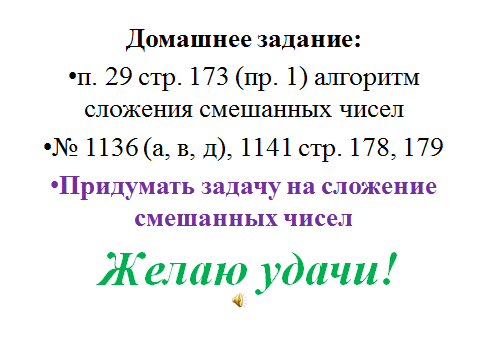 Домашнее задание:
•п. 29 стр. 173 (пр. 1) алгоритм
сложения смешанных чисел
•№ 1136 (а, в, д), 1141 стр. 178, 179
•Придумать задачу на сложение
смешанных чисел
Желаю удачи!